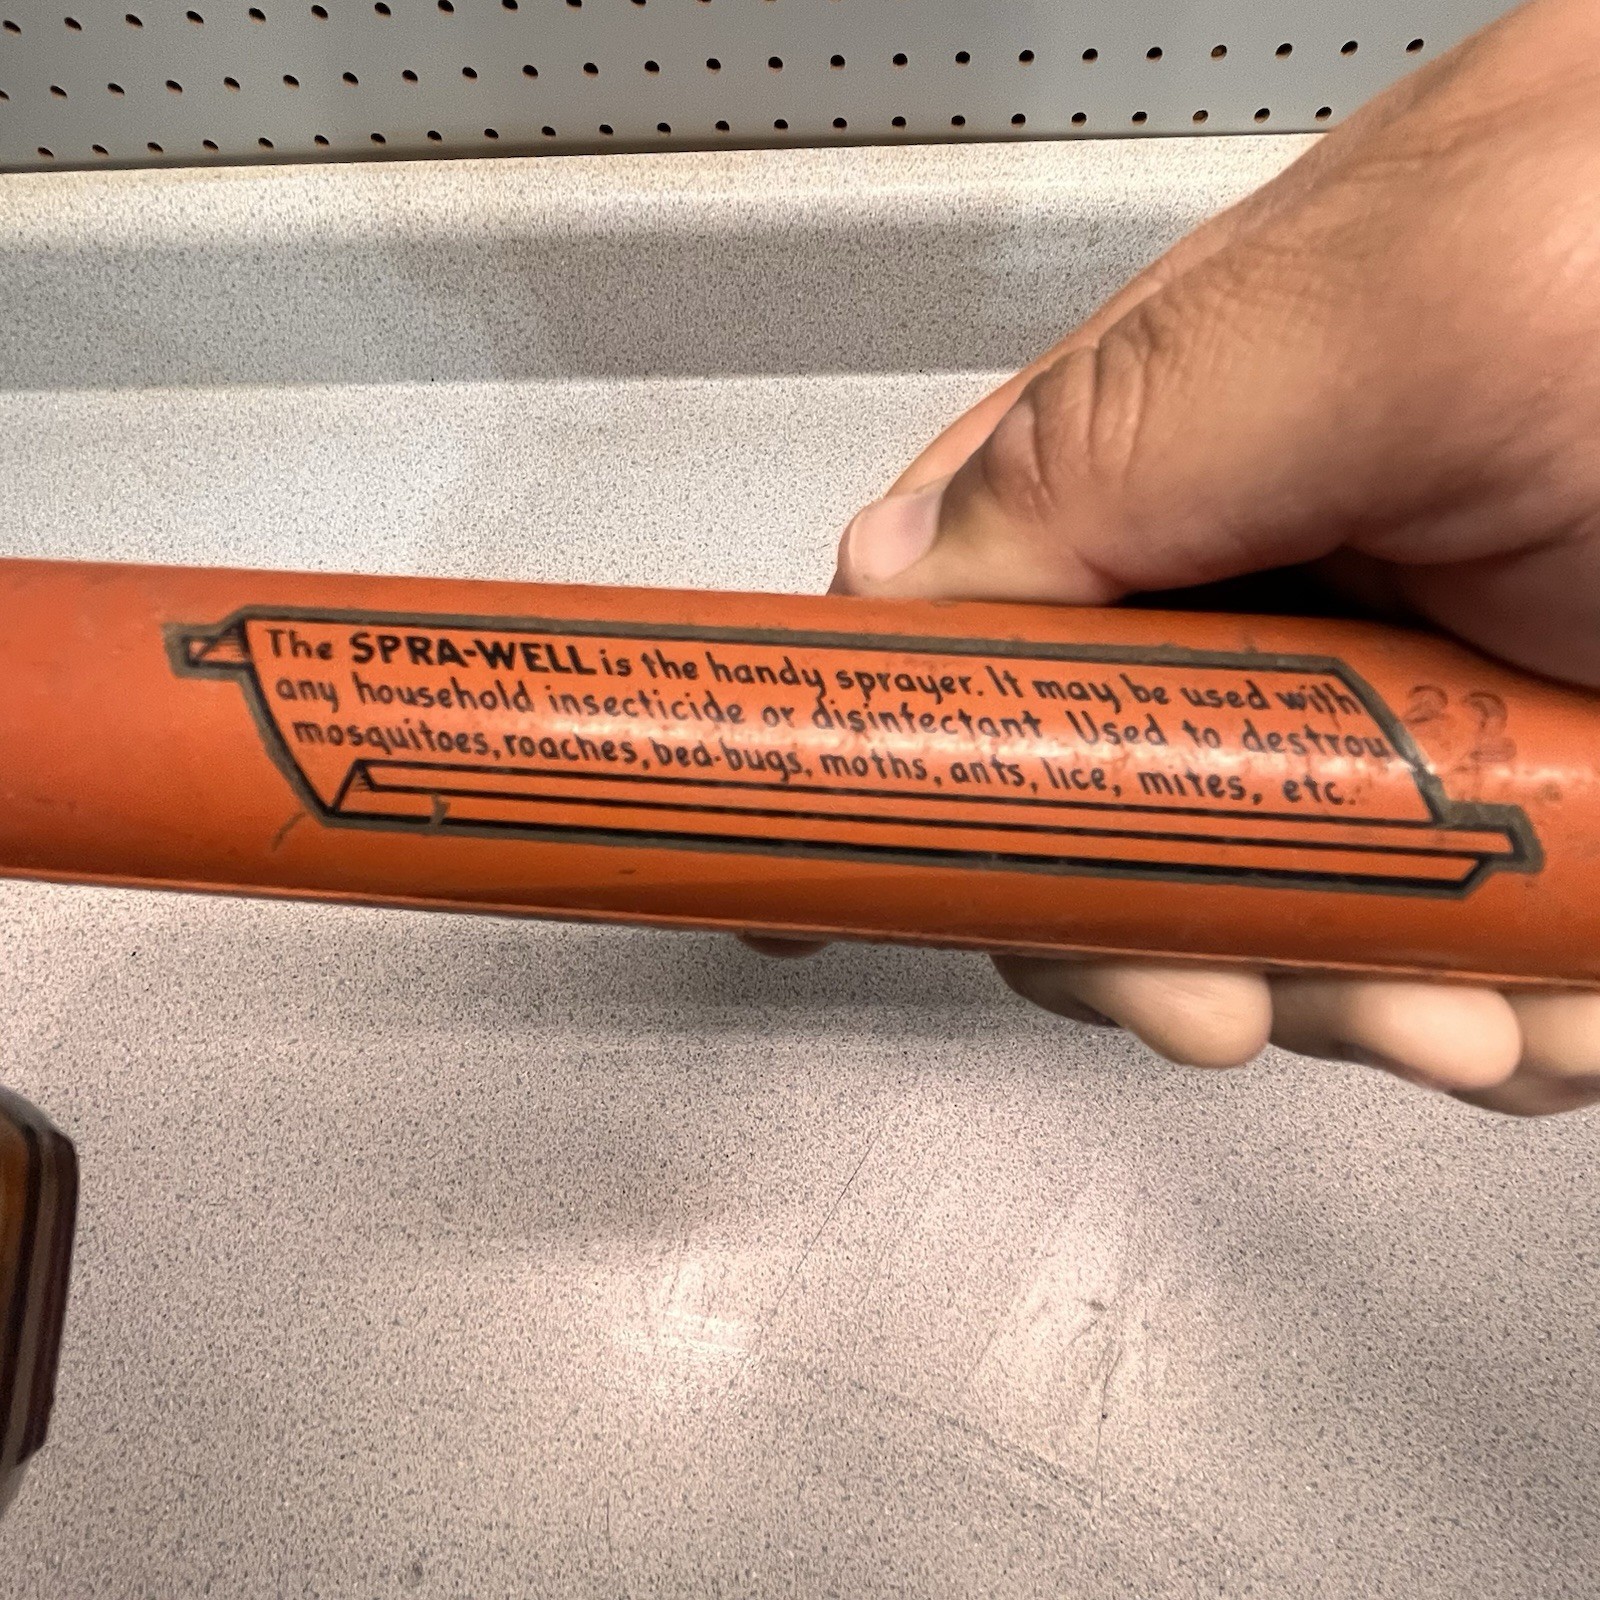 The SPRA-WELL is the handy sprayer. It may be used with
any household insecticide or disinfectant. Used to destroy
mosquitoes, roaches, bed-bugs, moths, ants, lice, mites, etc.
22